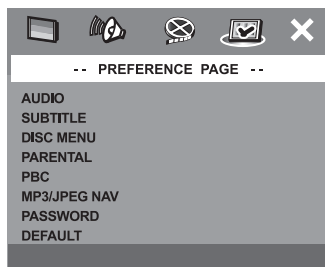 -- PREFERENCE PAGE --
AUDIO
SUBTITLE
DISC MENU
PARENTAL
PBC
MP3/JPEG NAV
PASSWORD
DEFAULT